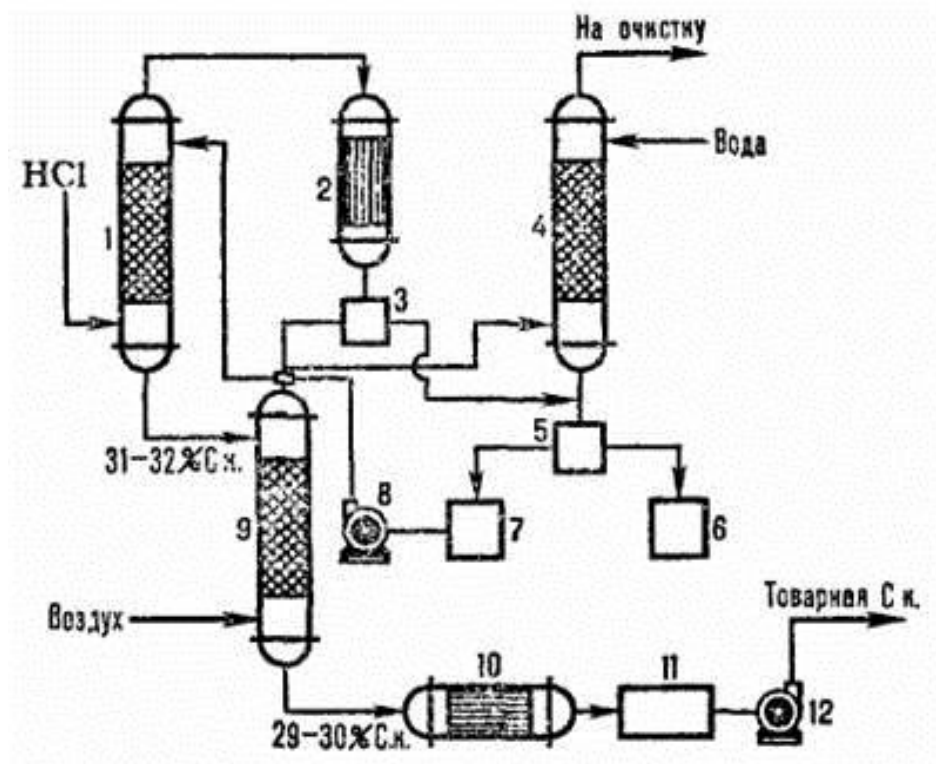 На очистку
Вода
HCl
1
2
3
4
5
31-32% С.к.
8
9
7
6
Воздух
Товарная С к.
10
11
12
29-30% С.к.